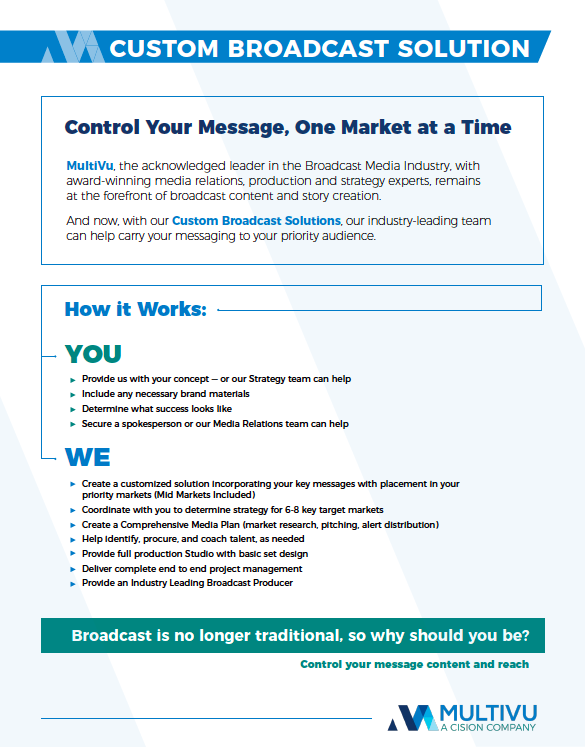 CUSTOM BROADCAST SOLUTION
Control Your Message, One Market at a Time
MultiVu, the acknowledged leader in the Broadcast Media Industry, with
award-winning media relations, production and strategy experts, remains
at the forefront of broadcast content and story creation.
And now, with our Custom Broadcast Solutions, our industry-leading team
can help carry your messaging to your priority audience.
How it Works:
YOU
► Provide us with your concept – or our Strategy team can help
► Include any necessary brand materials
► Determine what success looks like
► Secure a spokesperson or our Media Relations team can help
WE
► Create a customized solution incorporating your key messages with placement in your
priority markets (Mid Markets Included)
► Coordinate with you to determine strategy for 6-8 key target markets
► Create a Comprehensive Media Plan (market research, pitching, alert distribution)
► Help identify, procure, and coach talent, as needed
► Provide full production Studio with basic set design
► Deliver complete end to end project management
► Provide an Industry Leading Broadcast Producer
Broadcast is no longer traditional, so why should you be?
Control your message content and reach
MULTIVU
A CISION COMPANY